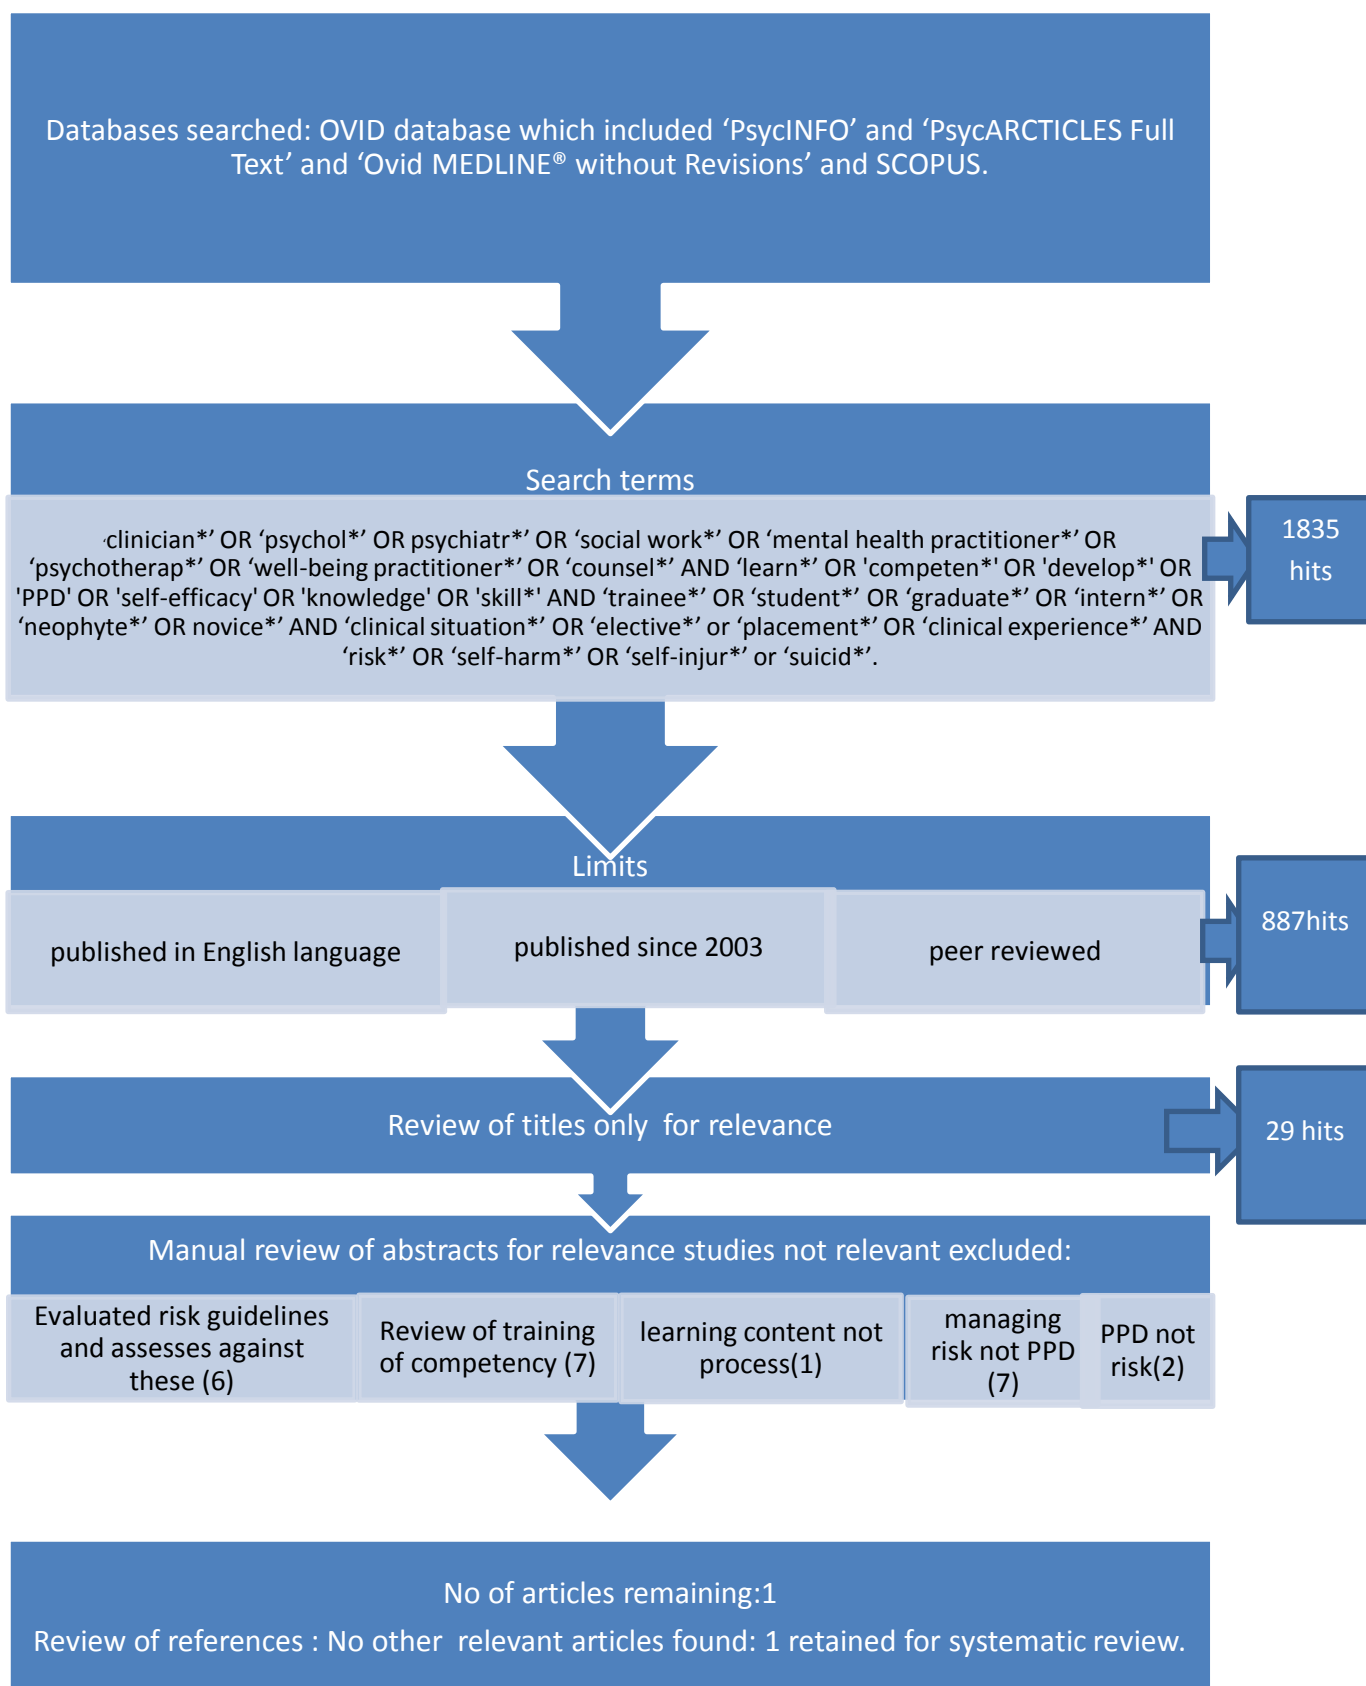 Databases searched: OVID database which included ‘PsycINFO’ and ‘PsycARCTICLES Full
Text’ and ‘Ovid MEDLINE® without Revisions’ and SCOPUS.
Search terms
‘clinician*’ OR ‘psychol*’ OR psychiatr*’ OR ‘social work*’ OR ‘mental health practitioner*’ OR
‘psychotherap*’ OR ‘well-being practitioner*’ OR ‘counsel*’ AND ‘learn*’ OR 'competen*' OR 'develop*' OR
'PPD' OR 'self-efficacy' OR 'knowledge' OR 'skill*' AND ‘trainee*’ OR ‘student*’ OR ‘graduate*’ OR ‘intern*’ OR
‘neophyte*’ OR novice*’ AND ‘clinical situation*’ OR ‘elective*’ or ‘placement*’ OR ‘clinical experience*’ AND
‘risk*’ OR ‘self-harm*’ OR ‘self-injur*’ or ‘suicid*’.
1835
hits
Limits
published in English language
published since 2003
peer reviewed
887hits
Review of titles only for relevance
29 hits
Manual review of abstracts for relevance studies not relevant excluded:
Evaluated risk guidelines
and assesses against
these (6)
Review of training
of competency (7)
learning content not
process(1)
managing
risk not PPD
(7)
PPD not
risk(2)
No of articles remaining:1
Review of references : No other relevant articles found: 1 retained for systematic review.